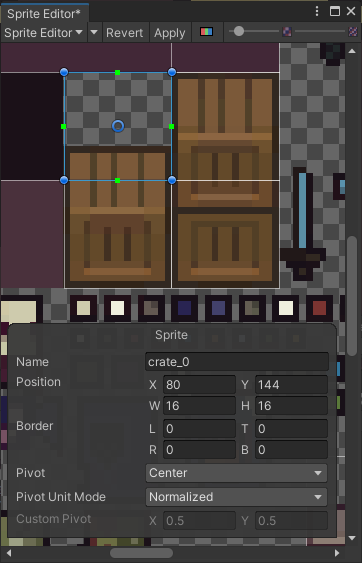 Sprite Editor*
Sprite Editor Revert Apply
Sprite
Name crate_0
Position X 80 Y 144
W 16 H 16
Border L 0 T 0
R 0 B 0
Pivot Center
Pivot Unit Mode Normalized
Custom Pivot X 0.5 Y 0.5